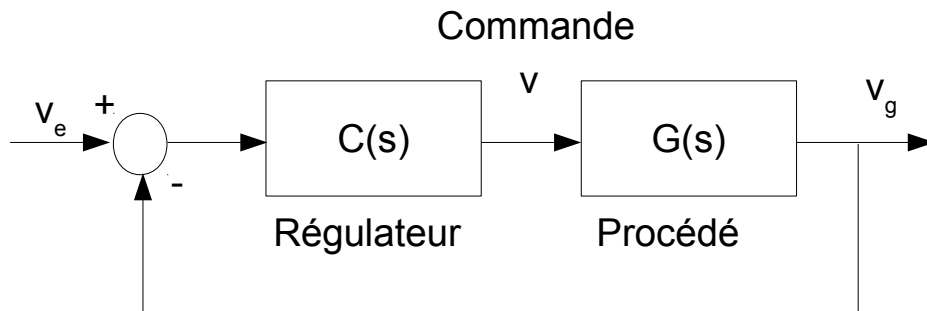 Commande
v
v_e
+
v_g
C(s)
G(s)
-
Régulateur
Procédé